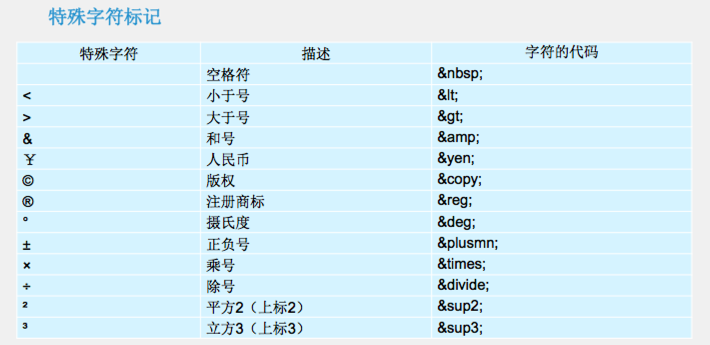 特殊字符标记
特殊字符 描述 字符的代码
空格符 &nbsp;
< 小于号 &lt;
> 大于号 &gt;
& 和号 &amp;
¥ 人民币 &yen;
© 版权 &copy;
® 注册商标 &reg;
° 摄氏度 &deg;
± 正负号 &plusmn;
× 乘号 &times;
÷ 除号 &divide;
² 平方2（上标2） &sup2;
³ 立方3（上标3） &sup3;